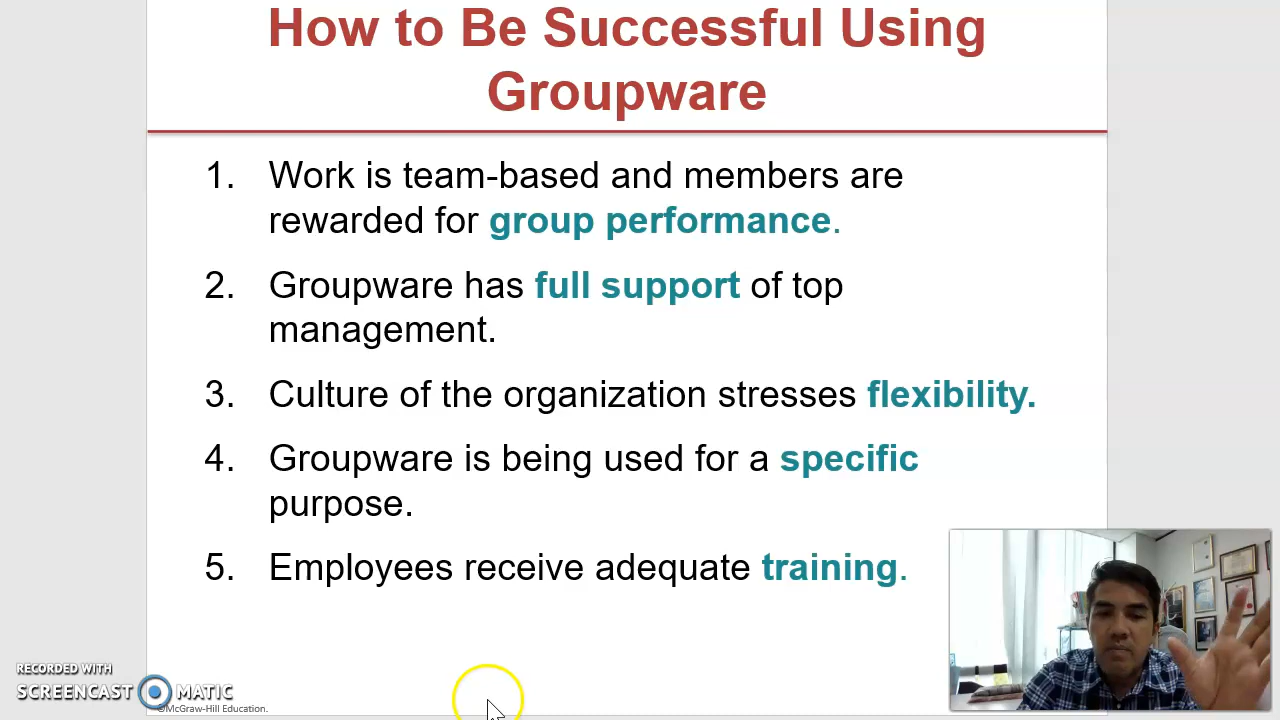 How to Be Successful Using
Groupware
1. Work is team-based and members are
rewarded for group performance.
2. Groupware has full support of top
management.
3. Culture of the organization stresses flexibility.
4. Groupware is being used for a specific
purpose.
5. Employees receive adequate training.
RECORDED WITH
SCREENCAST MATIC
©McGraw-Hill Education.